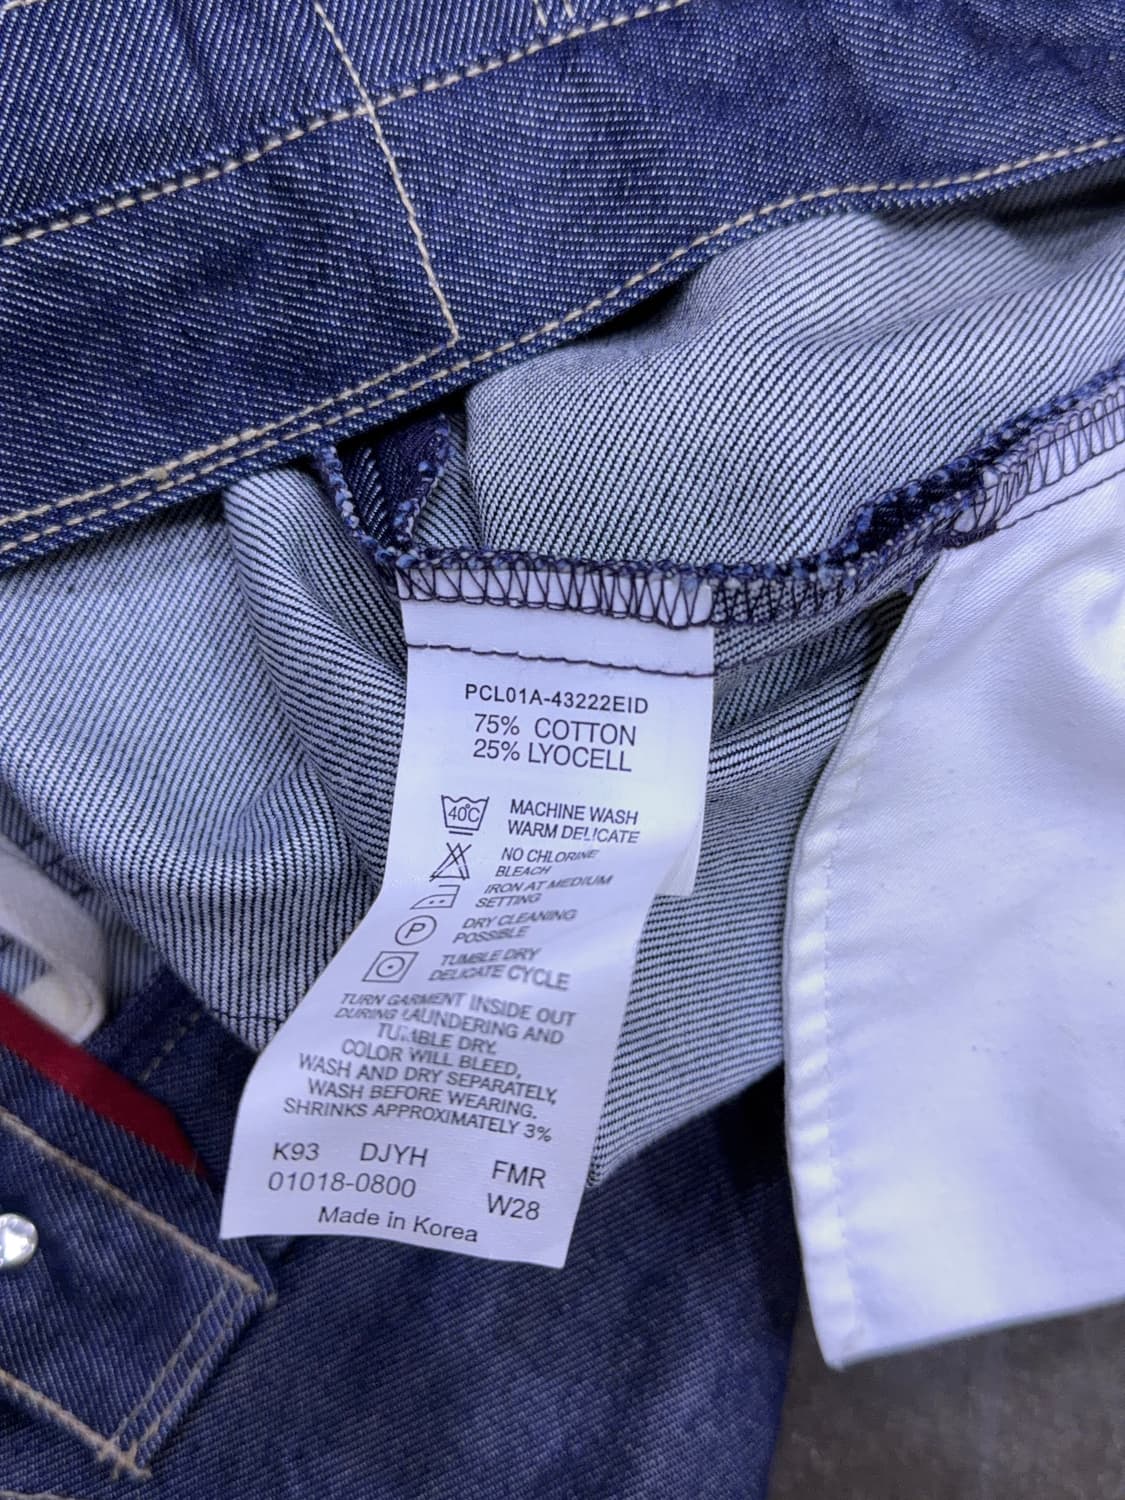 PCL01A-43222EID
75% COTTON
25% LYOCELL
40°C
MACHINE WASH
WARM DELICATE
NO CHLORINE
BLEACH
IRON AT MEDIUM
SETTING
P
DRY CLEANING
POSSIBLE
TUMBLE DRY
DELICATE CYCLE
TURN GARMENT INSIDE OUT
DURING LAUNDERING AND
TUMBLE DRY.
COLOR WILL BLEED,
WASH AND DRY SEPARATELY,
WASH BEFORE WEARING.
SHRINKS APPROXIMATELY 3%
K93 DJYH FMR
01018-0800 W28
Made in Korea